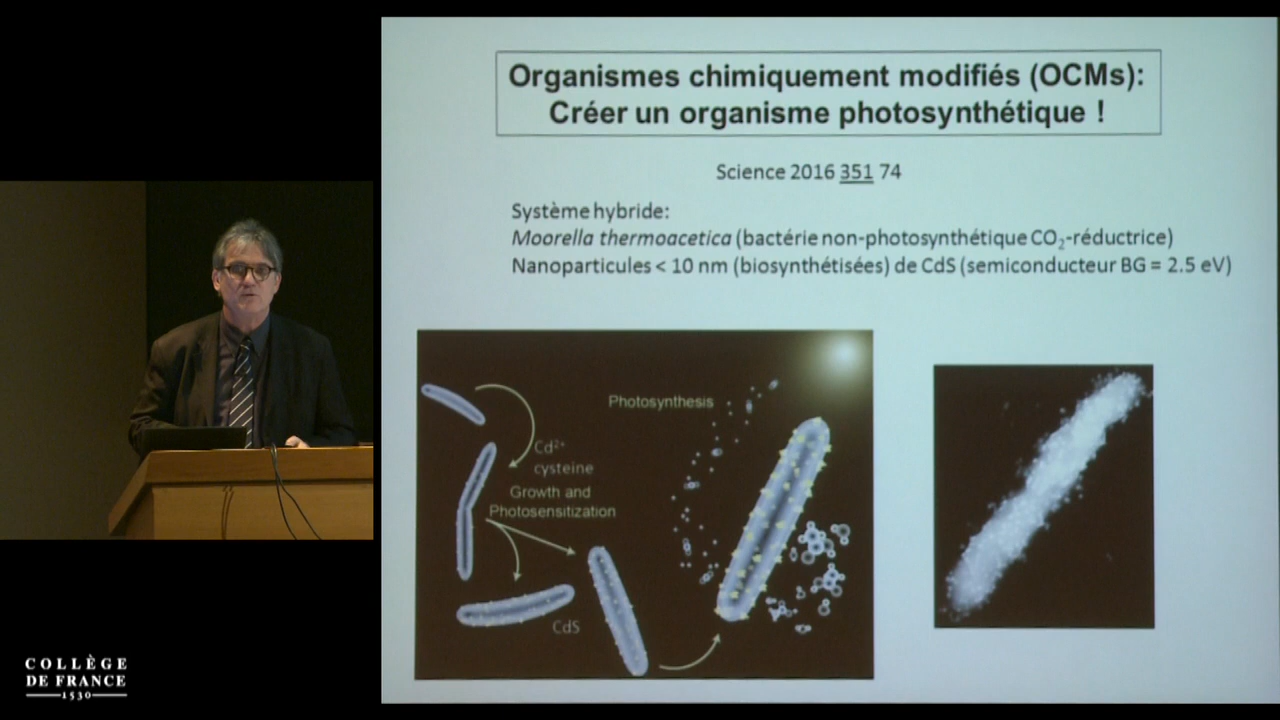 Organismes chimiquement modifiés (OCMs):
Créer un organisme photosynthétique !
Science 2016 351 74
Système hybride:
Moorella thermoacetica (bactérie non-photosynthétique CO₂-réductrice)
Nanoparticules < 10 nm (biosynthétisées) de CdS (semiconducteur BG = 2.5 eV)
Photosynthesis
Cd²⁺
cysteine
Growth and
Photosensitization
CdS
COLLÈGE
DE FRANCE
1530